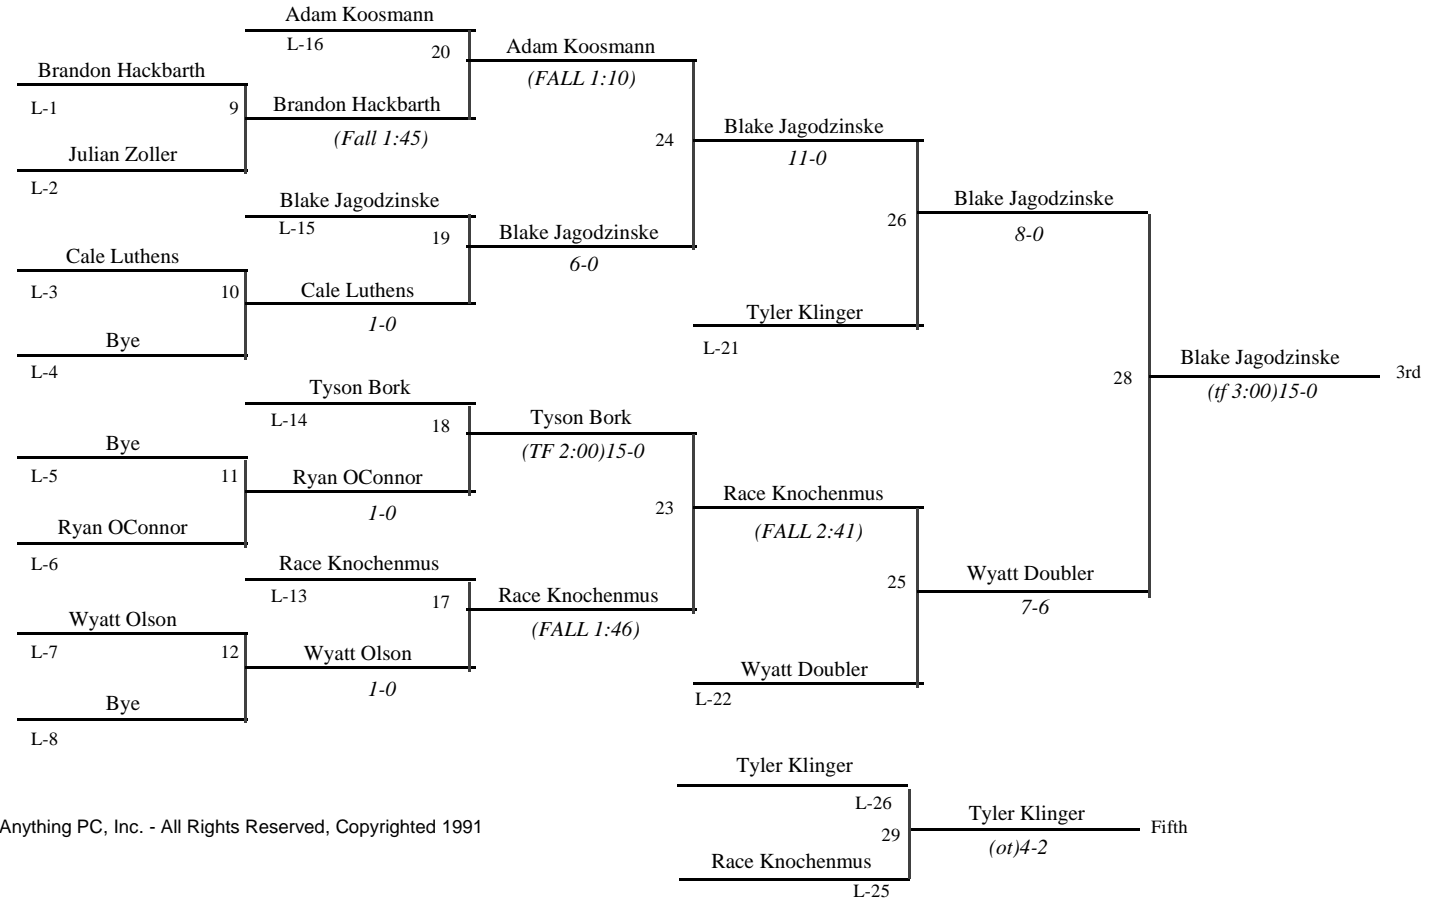 Adam Koosmann
L-16
20
Adam Koosmann
(FALL 1:10)
Brandon Hackbarth
L-1
9
Brandon Hackbarth
(Fall 1:45)
Julian Zoller
L-2
24
Blake Jagodzinske
11-0
Blake Jagodzinske
L-15
19
Blake Jagodzinske
6-0
26
Blake Jagodzinske
8-0
Cale Luthens
L-3
10
Cale Luthens
1-0
Bye
L-4
Tyler Klinger
L-21
28
Blake Jagodzinske
(tf 3:00)15-0
3rd
Tyson Bork
L-14
18
Tyson Bork
(TF 2:00)15-0
Bye
L-5
11
Ryan OConnor
1-0
Ryan OConnor
L-6
23
Race Knochenmus
(FALL 2:41)
Race Knochenmus
L-13
17
Race Knochenmus
(FALL 1:46)
25
Wyatt Doubler
7-6
Wyatt Olson
L-7
12
Wyatt Olson
1-0
Bye
L-8
Wyatt Doubler
L-22
Tyler Klinger
L-26
29
Tyler Klinger
(ot)4-2
Fifth
Race Knochenmus
L-25
Anything PC, Inc. - All Rights Reserved, Copyrighted 1991